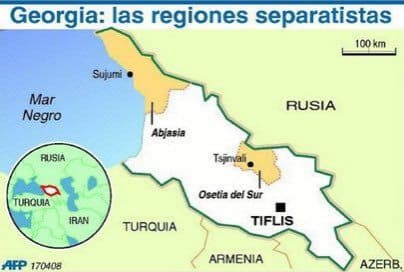 Georgia: las regiones separatistas
100 km
Sujumi
Mar
Negro
RUSIA
Abjasia
Tsjinvali
RUSIA
Osetia del Sur
TURQUIA
IRAN
TIFLIS
TURQUIA
ARMENIA
AZERB.
AFP 170408